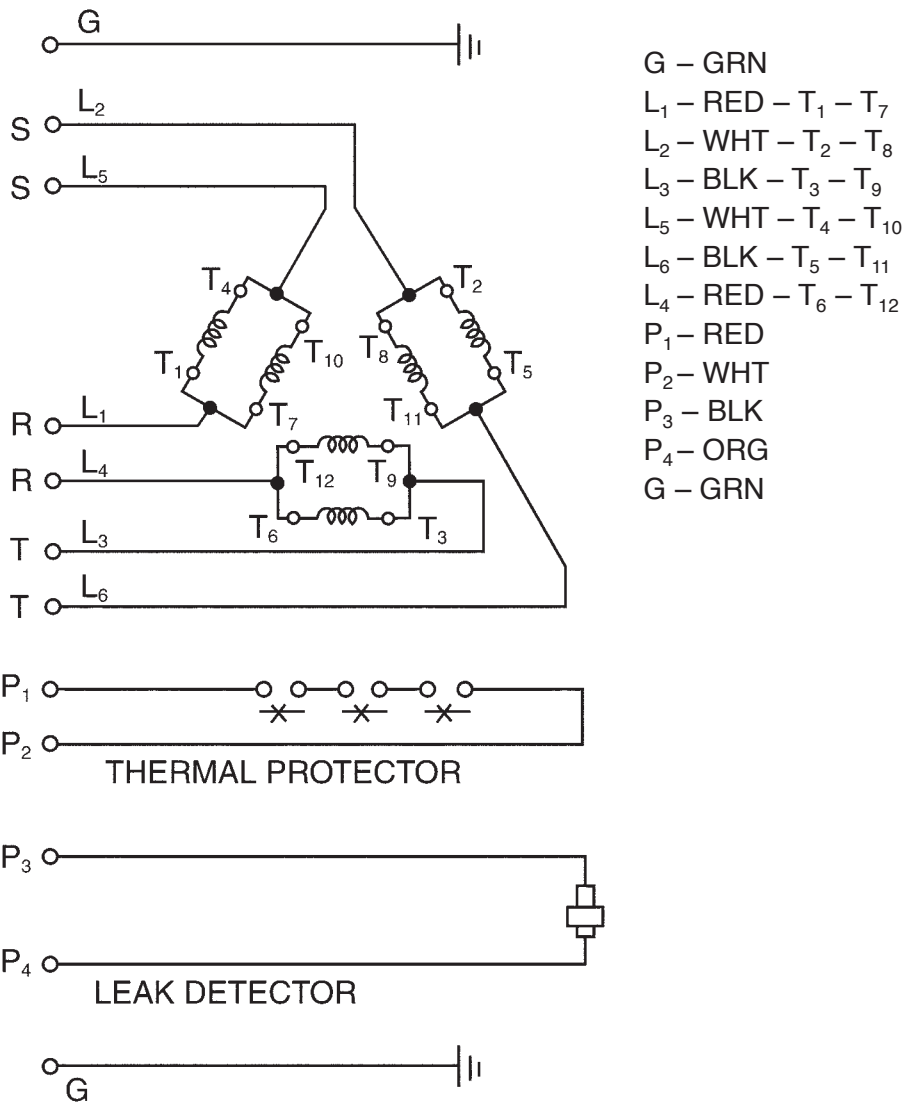 G
L₂
S
L₅
S
T₄
T₂
T₁
T₁₀
T₈
T₅
L₁
T₇
T₁₁
R
L₄
T₁₂
T₉
R
L₃
T₆
T₃
T
L₆
T
P₁
P₂
THERMAL PROTECTOR
P₃
P₄
LEAK DETECTOR
G
G – GRN
L₁ – RED – T₁ – T₇
L₂ – WHT – T₂ – T₈
L₃ – BLK – T₃ – T₉
L₅ – WHT – T₄ – T₁₀
L₆ – BLK – T₅ – T₁₁
L₄ – RED – T₆ – T₁₂
P₁ – RED
P₂ – WHT
P₃ – BLK
P₄ – ORG
G – GRN